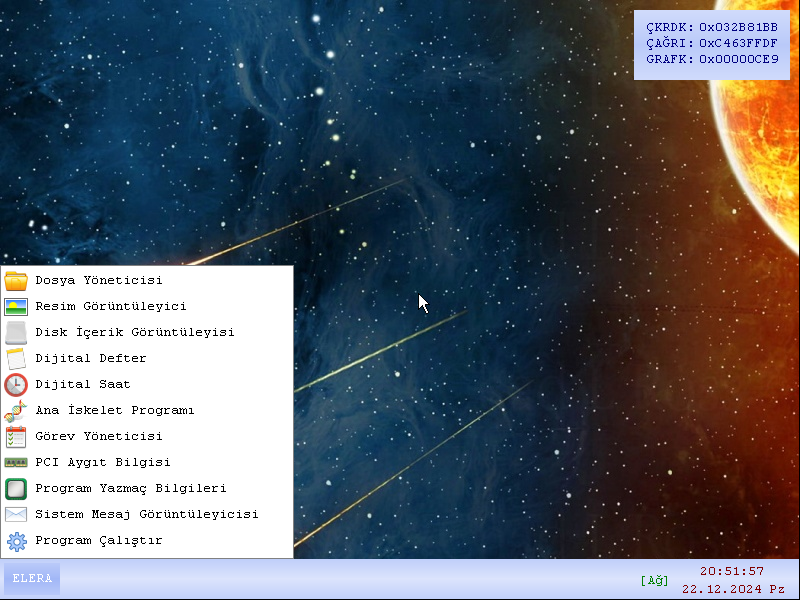 ÇKRDK: 0x032B81BB
ÇAĞRI: 0xC463FFDF
GRAFK: 0x00000CE9
Dosya Yöneticisi
Resim Görüntüleyici
Disk İçerik Görüntüleyisi
Dijital Defter
Dijital Saat
Ana İskelet Programı
Görev Yöneticisi
PCI Aygıt Bilgisi
Program Yazmaç Bilgileri
Sistem Mesaj Görüntüleyicisi
Program Çalıştır
ELERA
[Ağ]
20:51:57
22.12.2024 Pz